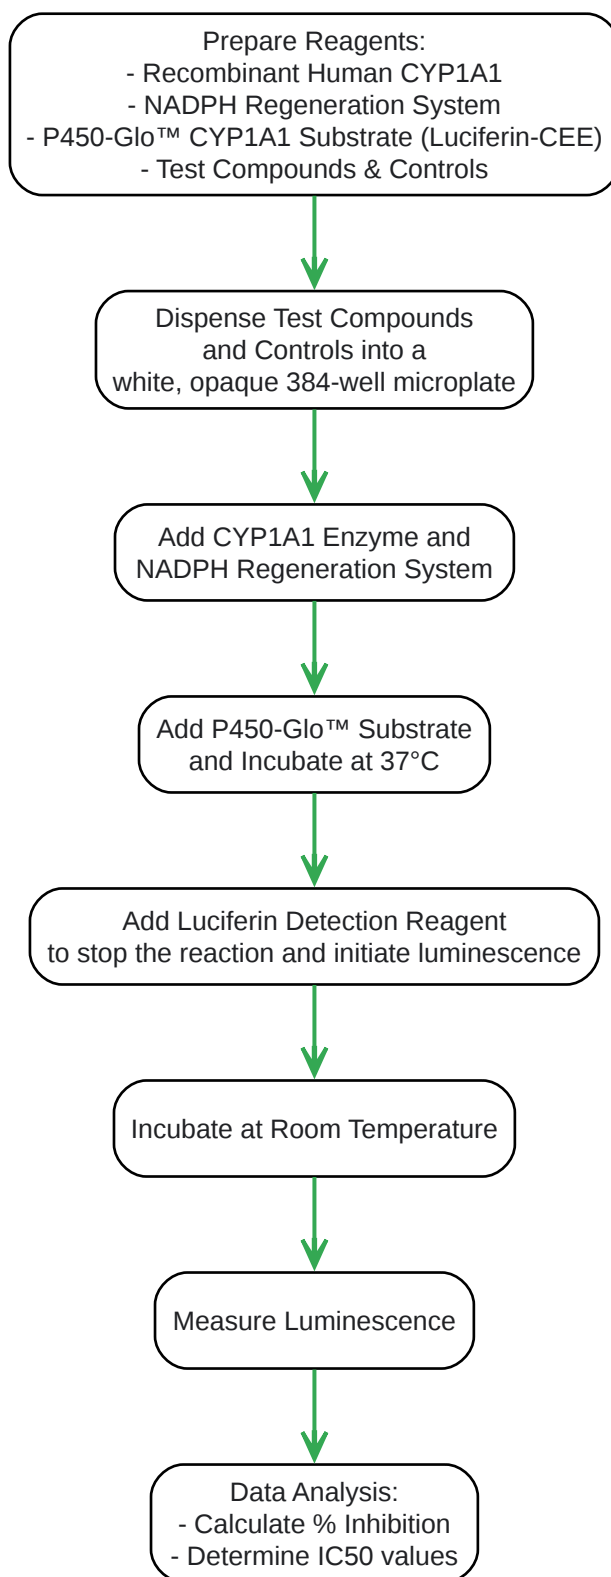 Prepare Reagents:
- Recombinant Human CYP1A1
- NADPH Regeneration System
- P450-Glo™ CYP1A1 Substrate (Luciferin-CEE)
- Test Compounds & Controls
Dispense Test Compounds
and Controls into a
white, opaque 384-well microplate
Add CYP1A1 Enzyme and
NADPH Regeneration System
Add P450-Glo™ Substrate
and Incubate at 37°C
Add Luciferin Detection Reagent
to stop the reaction and initiate luminescence
Incubate at Room Temperature
Measure Luminescence
Data Analysis:
- Calculate % Inhibition
- Determine IC50 values